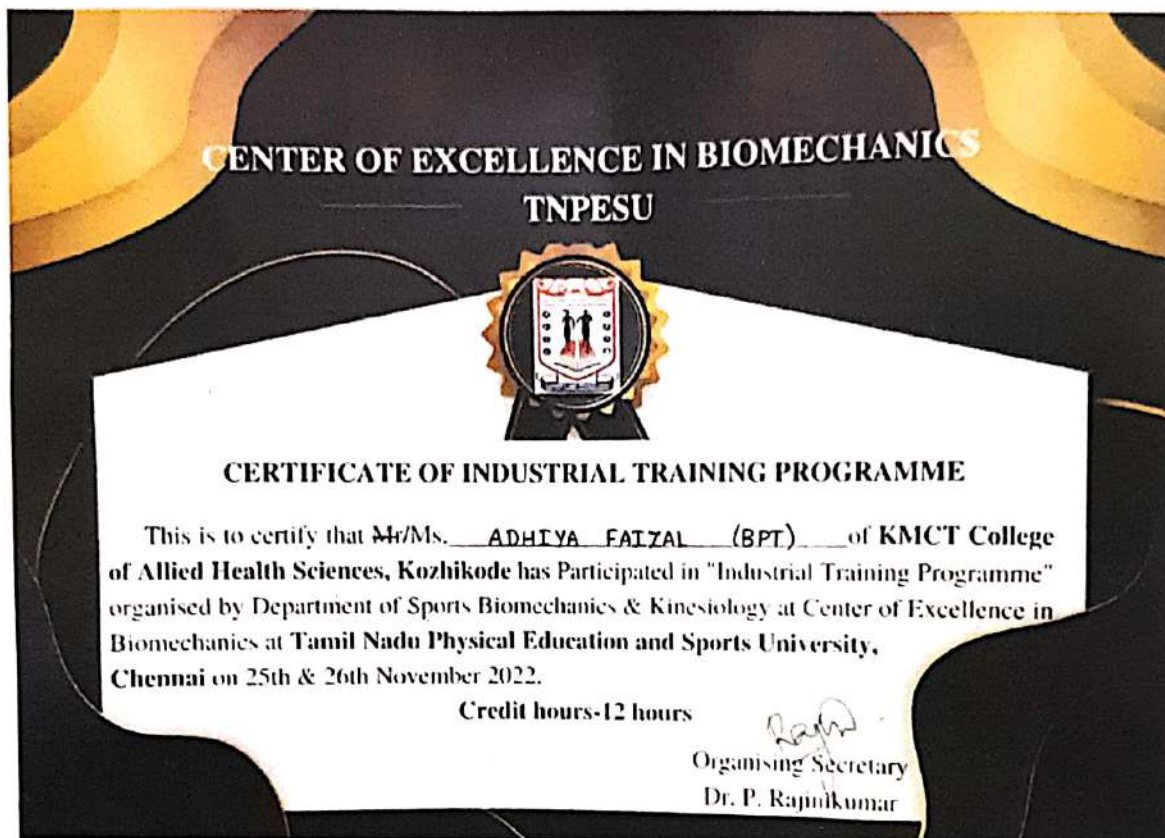 CENTER OF EXCELLENCE IN BIOMECHANICS
TNPESU
CERTIFICATE OF INDUSTRIAL TRAINING PROGRAMME
This is to certify that Mr/Ms. ADHIYA FAIZAL (BPT) of KMCT College
of Allied Health Sciences, Kozhikode has Participated in "Industrial Training Programme"
organised by Department of Sports Biomechanics & Kinesiology at Center of Excellence in
Biomechanics at Tamil Nadu Physical Education and Sports University,
Chennai on 25th & 26th November 2022.
Credit hours-12 hours
Organising Secretary
Dr. P. Rajinikumar